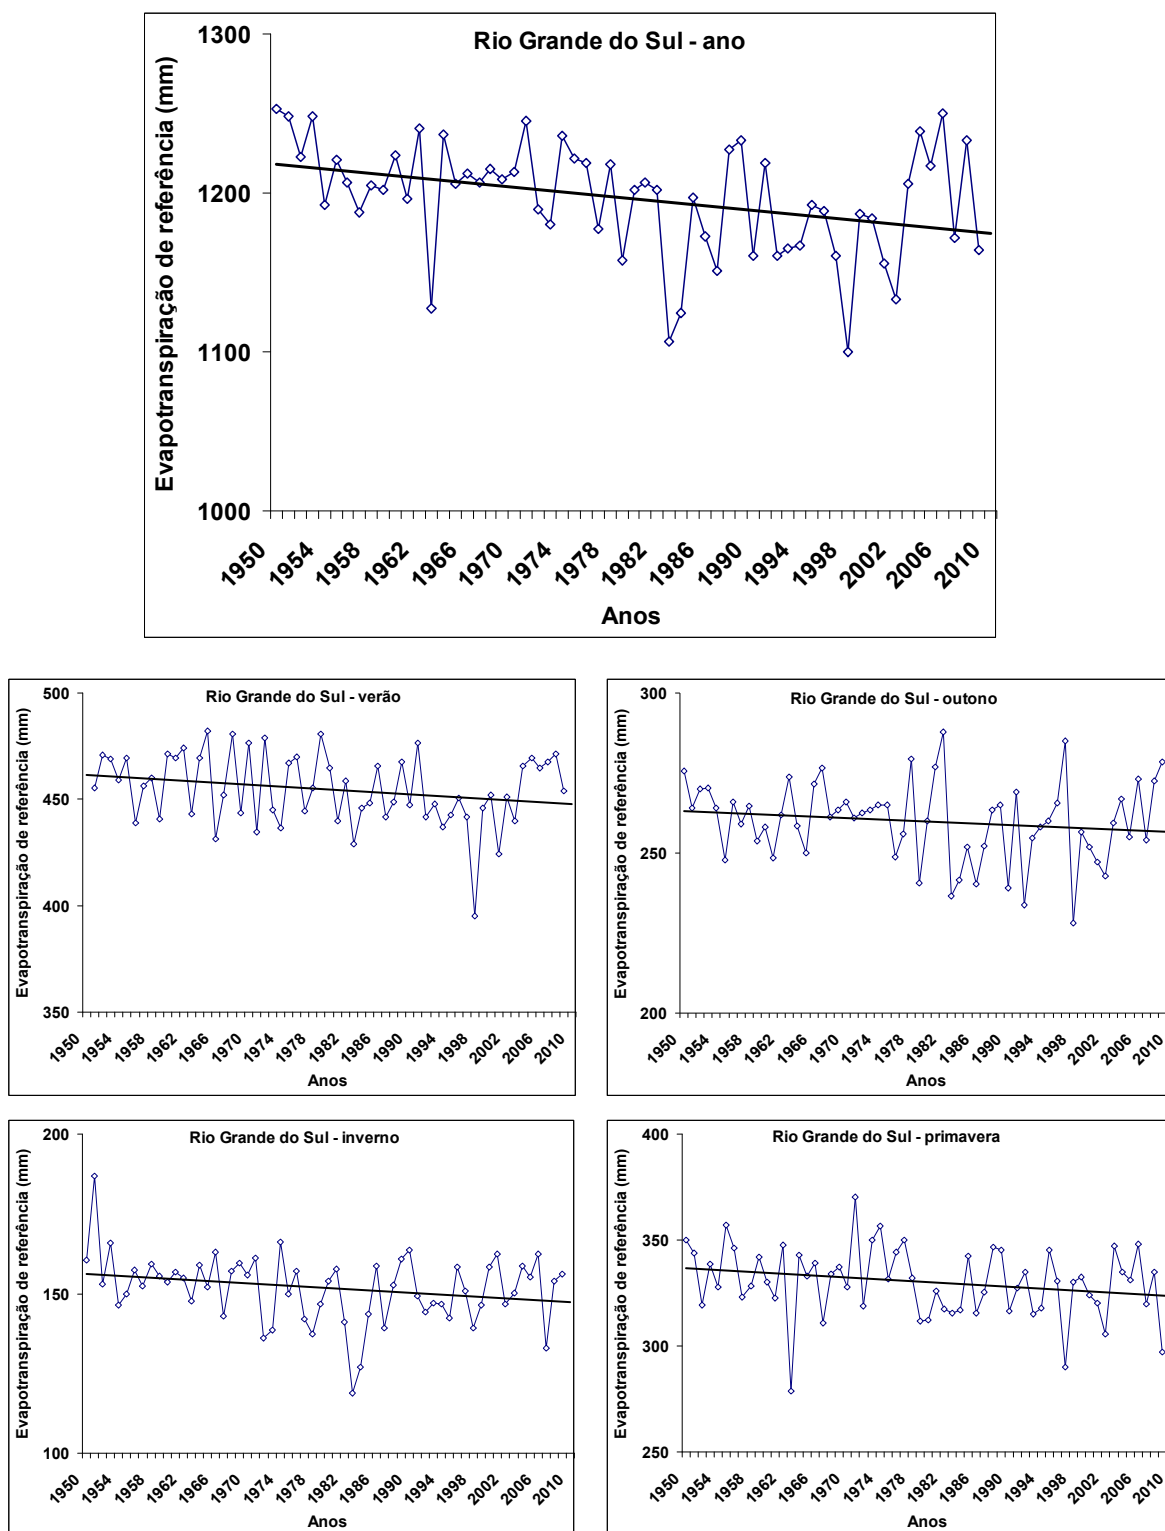 Rio Grande do Sul - ano
Evapotranspiração de referência (mm)
1300
1200
1100
1000
1950 1954 1958 1962 1966 1970 1974 1978 1982 1986 1990 1994 1998 2002 2006 2010
Anos
Rio Grande do Sul - verão
Evapotranspiração de referência (mm)
500
450
400
350
1950 1954 1958 1962 1966 1970 1974 1978 1982 1986 1990 1994 1998 2002 2006 2010
Anos
Rio Grande do Sul - outono
Evapotranspiração de referência (mm)
300
250
200
1950 1954 1958 1962 1966 1970 1974 1978 1982 1986 1990 1994 1998 2002 2006 2010
Anos
Rio Grande do Sul - inverno
Evapotranspiração de referência (mm)
200
150
100
1950 1954 1958 1962 1966 1970 1974 1978 1982 1986 1990 1994 1998 2002 2006 2010
Anos
Rio Grande do Sul - primavera
Evapotranspiração de referência (mm)
400
350
300
250
1950 1954 1958 1962 1966 1970 1974 1978 1982 1986 1990 1994 1998 2002 2006 2010
Anos